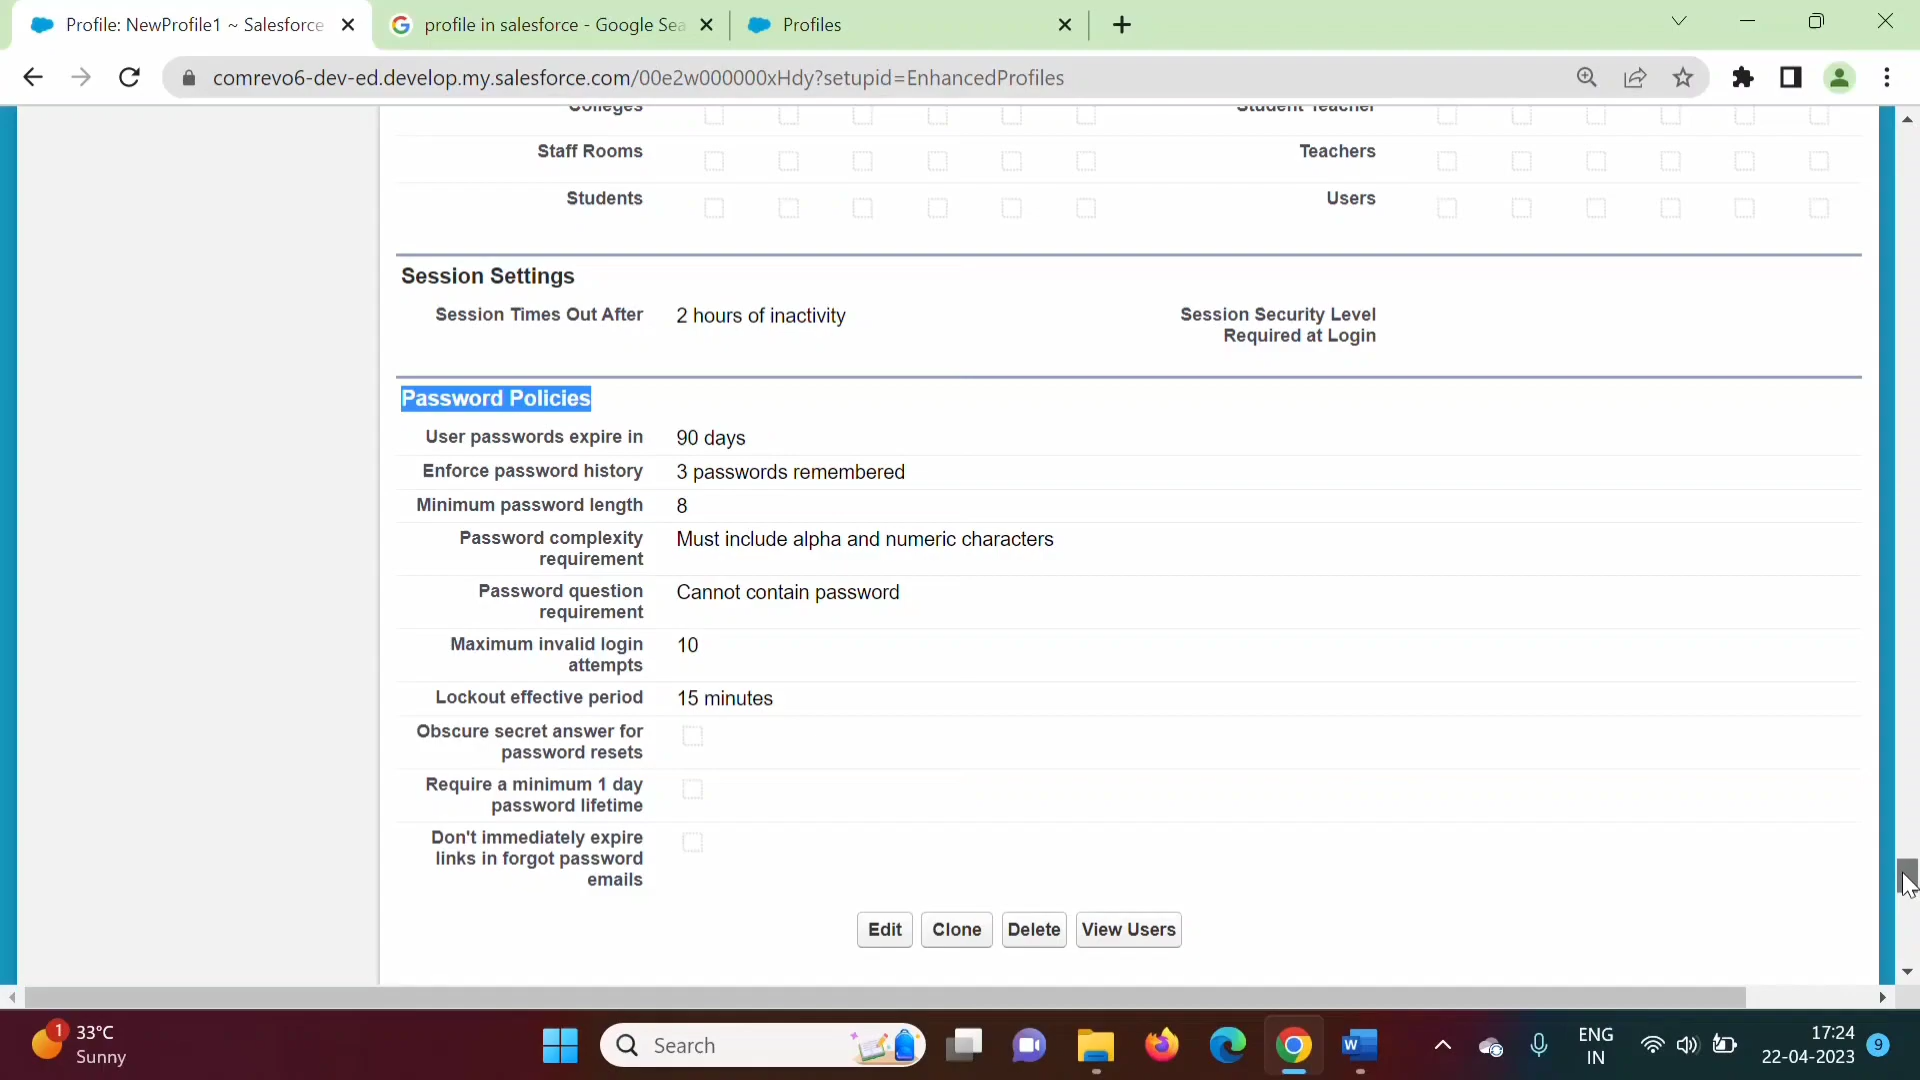 Profile: NewProfile1 ~ Salesforce
profile in salesforce - Google Sea
Profiles
comrevo6-dev-ed.develop.my.salesforce.com/00e2w000000xHdy?setupid=EnhancedProfiles
Colleges
Student Teacher
Staff Rooms
Teachers
Students
Users
Session Settings
Session Times Out After 2 hours of inactivity
Session Security Level
Required at Login
Password Policies
User passwords expire in 90 days
Enforce password history 3 passwords remembered
Minimum password length 8
Password complexity
requirement
Must include alpha and numeric characters
Password question
requirement
Cannot contain password
Maximum invalid login
attempts
10
Lockout effective period 15 minutes
Obscure secret answer for
password resets
Require a minimum 1 day
password lifetime
Don't immediately expire
links in forgot password
emails
Edit Clone Delete View Users
1
33°C
Sunny
Search
W
ENG
IN
17:24
22-04-2023
9